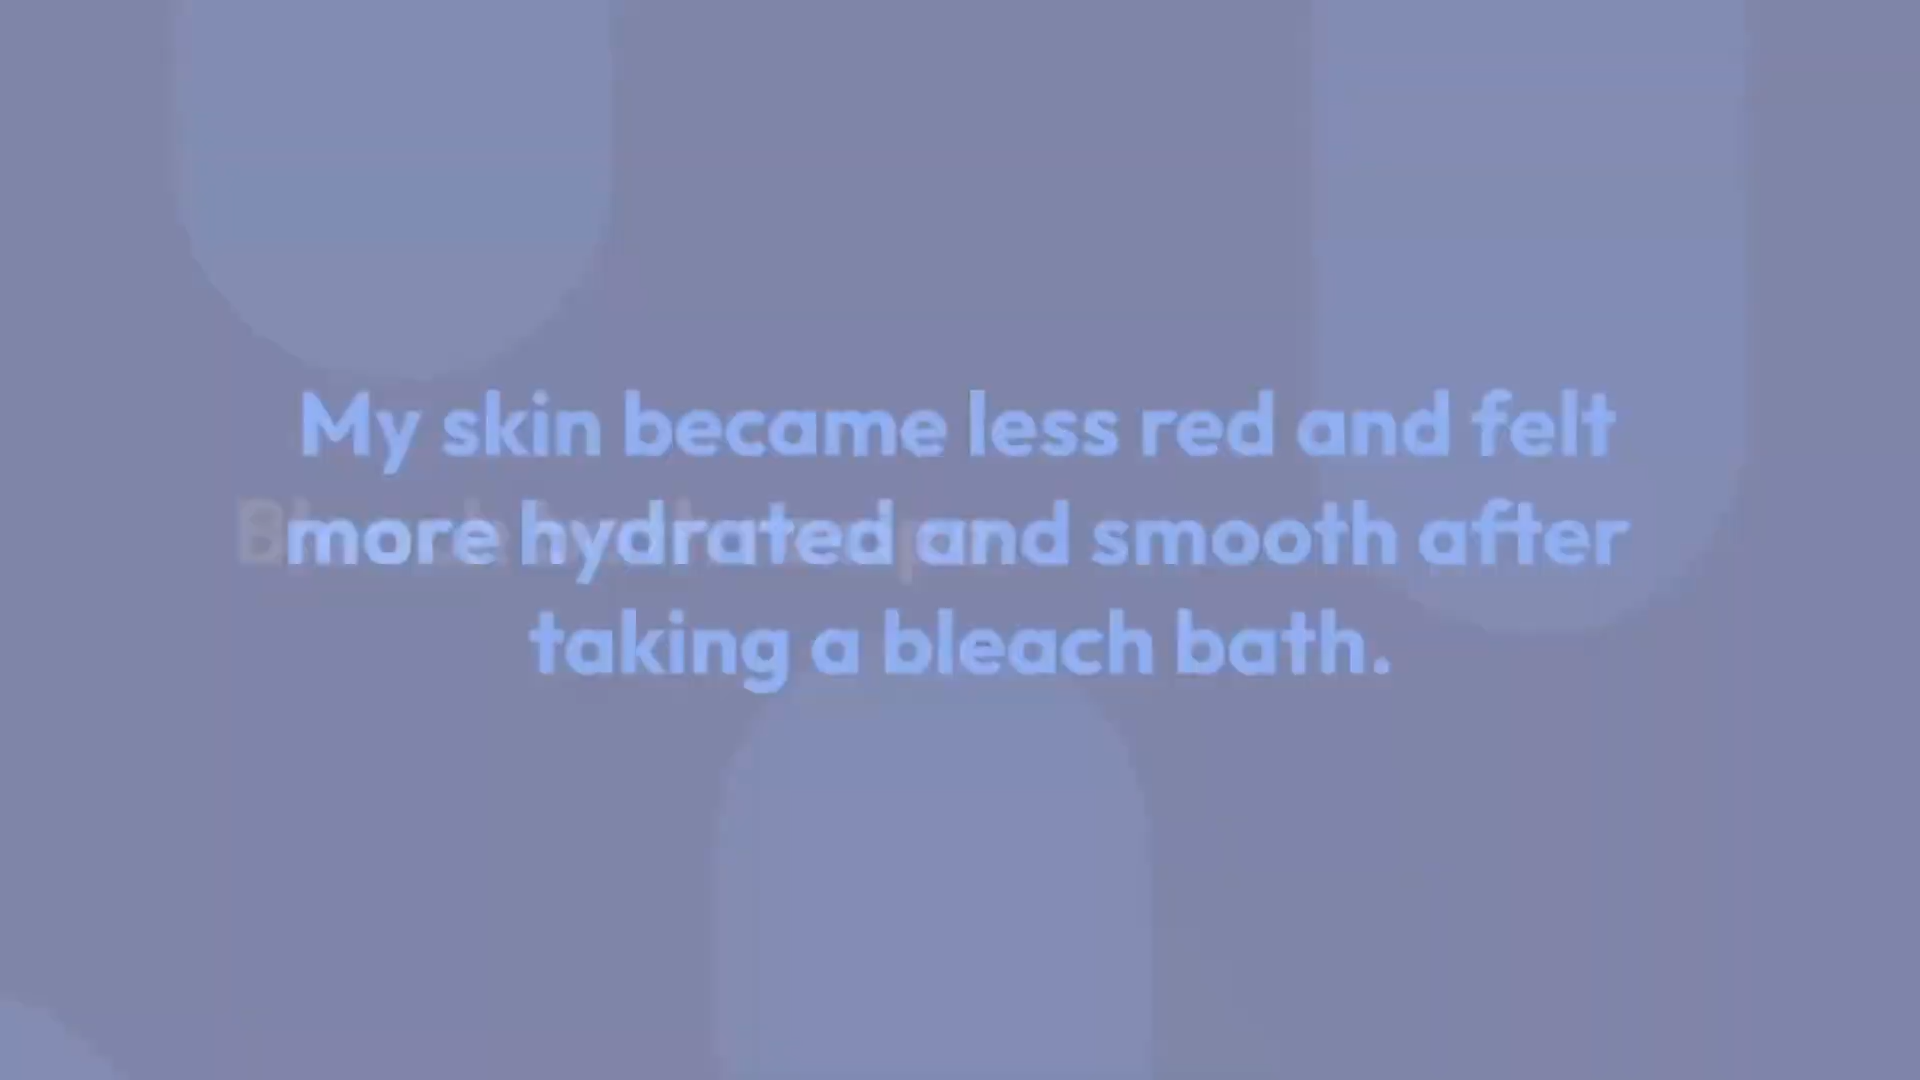 My skin became less red and felt
more hydrated and smooth after
taking a bleach bath.